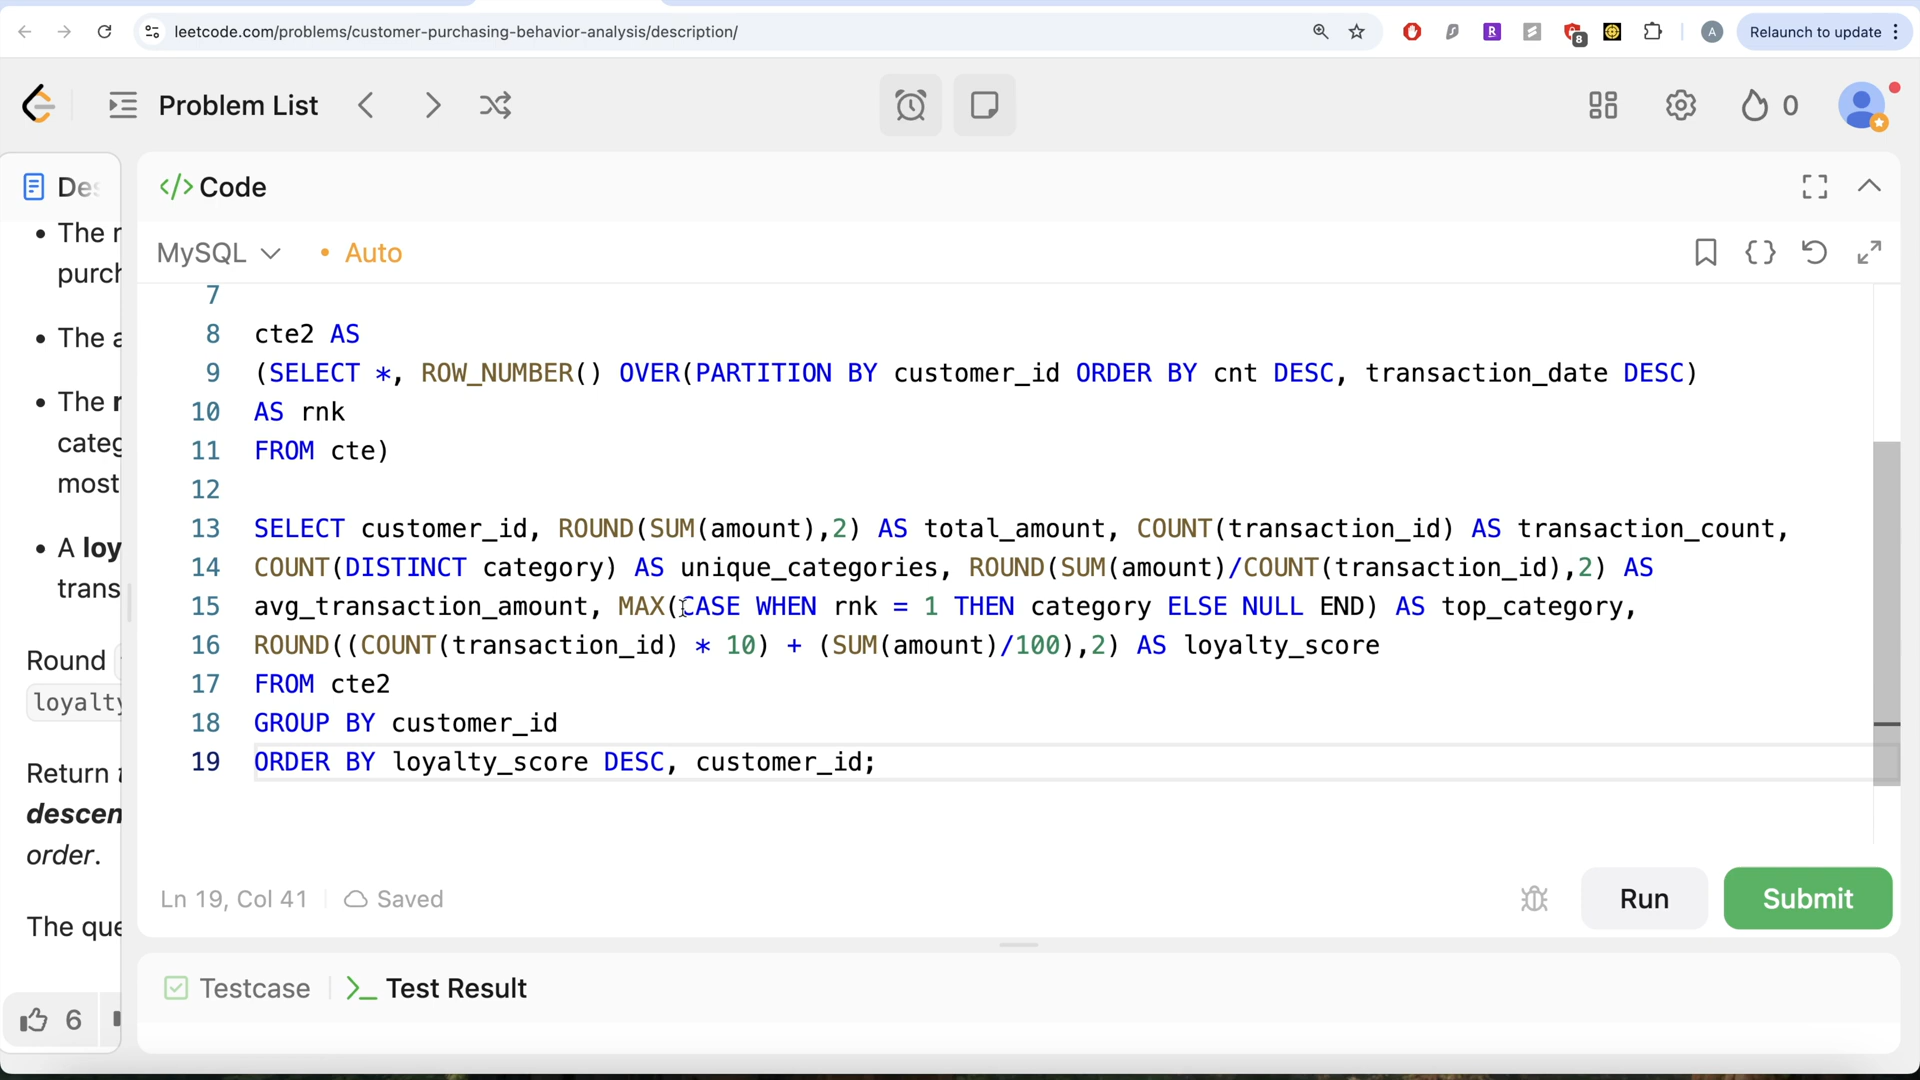 leetcode.com/problems/customer-purchasing-behavior-analysis/description/
8
A
Relaunch to update
Problem List
0
Des
The r
purch
The a
The r
categ
most
A loy
trans
Round
loyalty
Return t
descen
order.
The que
6
</> Code
MySQL
Auto
7
8 cte2 AS
9 (SELECT *, ROW_NUMBER() OVER(PARTITION BY customer_id ORDER BY cnt DESC, transaction_date DESC)
10 AS rnk
11 FROM cte)
12
13 SELECT customer_id, ROUND(SUM(amount),2) AS total_amount, COUNT(transaction_id) AS transaction_count,
14 COUNT(DISTINCT category) AS unique_categories, ROUND(SUM(amount)/COUNT(transaction_id),2) AS
15 avg_transaction_amount, MAX(CASE WHEN rnk = 1 THEN category ELSE NULL END) AS top_category,
16 ROUND((COUNT(transaction_id) * 10) + (SUM(amount)/100),2) AS loyalty_score
17 FROM cte2
18 GROUP BY customer_id
19 ORDER BY loyalty_score DESC, customer_id;
Ln 19, Col 41
Saved
Run
Submit
Testcase
Test Result